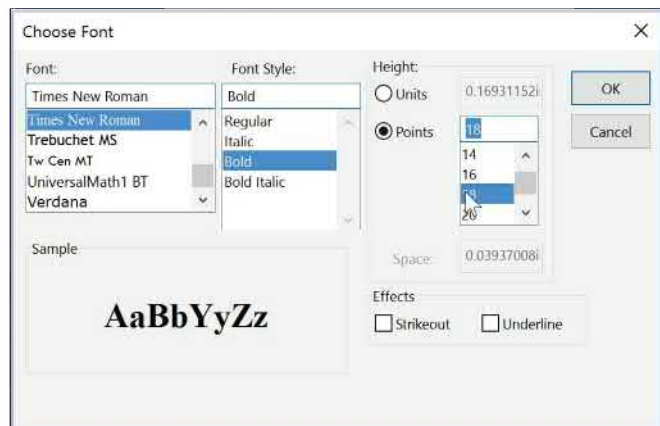 Choose Font
Font:
Times New Roman
Times New Roman
Trebuchet MS
Tw Cen MT
UniversalMath1 BT
Verdana
Font Style:
Bold
Regular
Italic
Bold
Bold Italic
Height:
Units
0.16931152i
Points
18
14
16
18
20
Space:
0.03937008i
OK
Cancel
Sample
AaBbYyZz
Effects
Strikeout
Underline